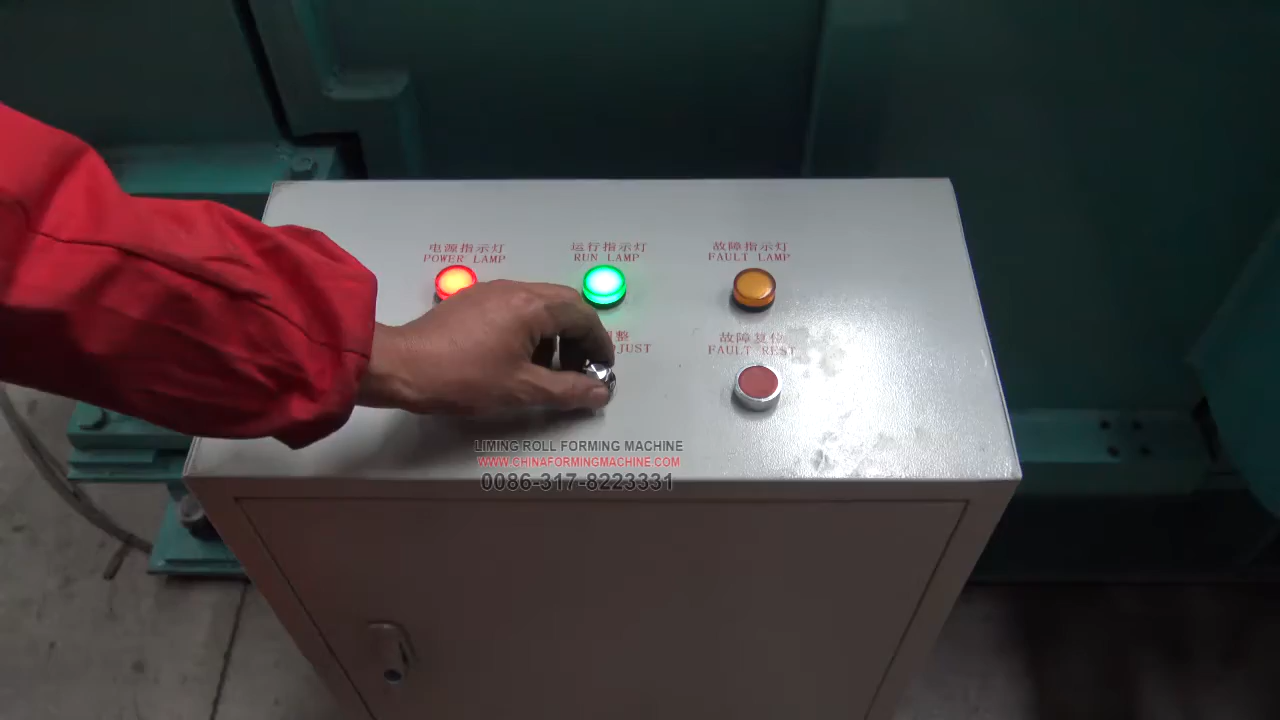 电源指示灯
POWER LAMP
运行指示灯
RUN LAMP
故障指示灯
FAULT LAMP
故障复位
FAULT REST
LIMING ROLL FORMING MACHINE
WWW.CHINAFORMINGMACHINE.COM
0086-317-8223331